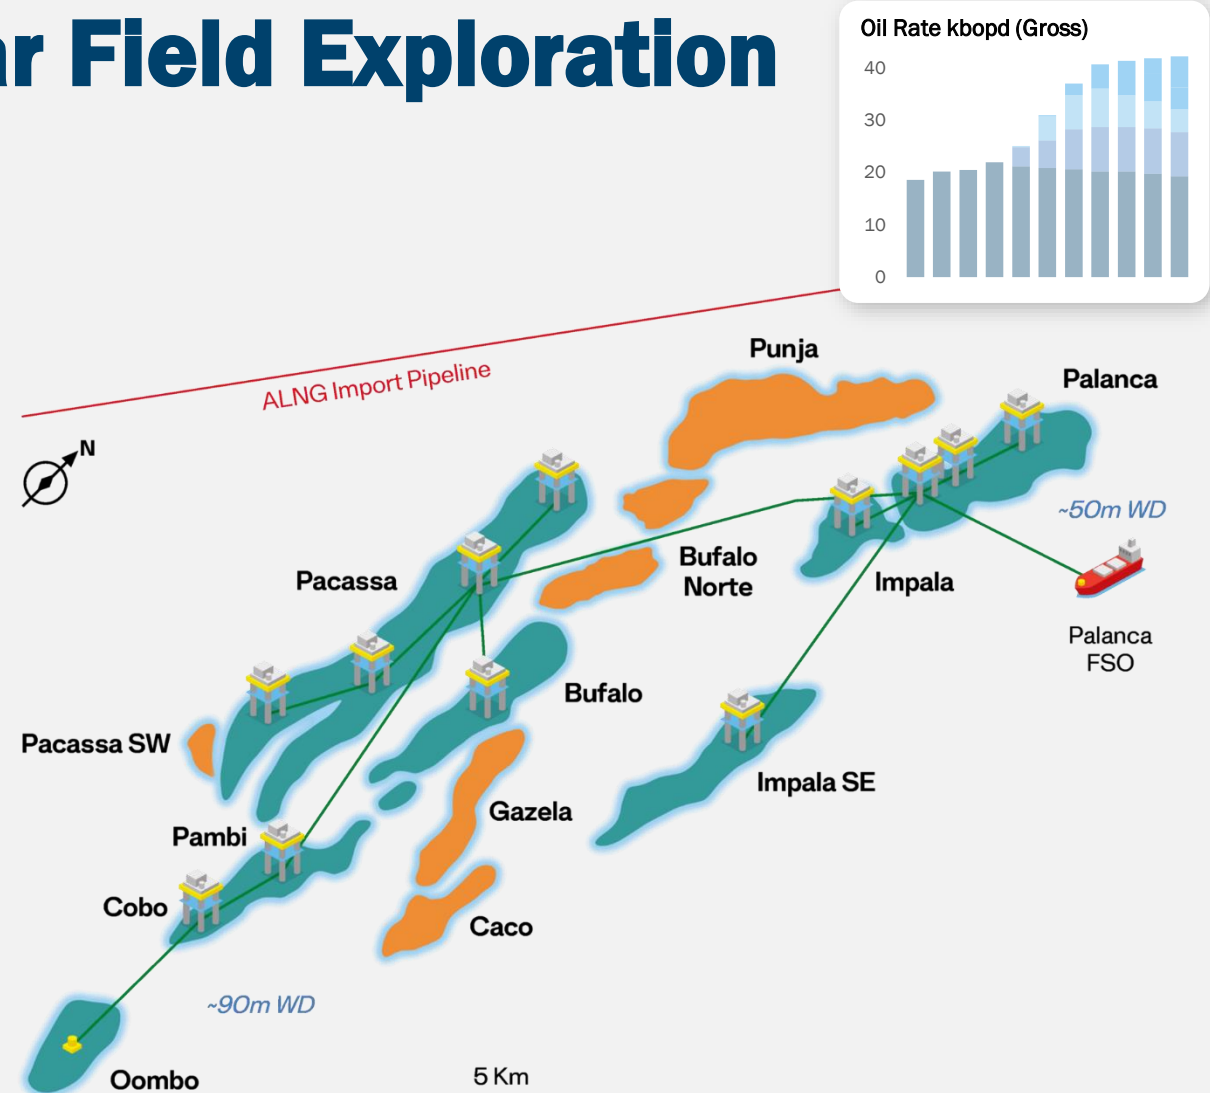 ar Field Exploration
Oil Rate kbopd (Gross)
40
30
20
10
0
ALNG Import Pipeline
N
Punja
Palanca
~50m WD
Pacassa
Bufalo
Norte
Impala
Palanca
FSO
Bufalo
Pacassa SW
Impala SE
Gazela
Pambi
Cobo
Caco
~90m WD
Oombo
5 Km